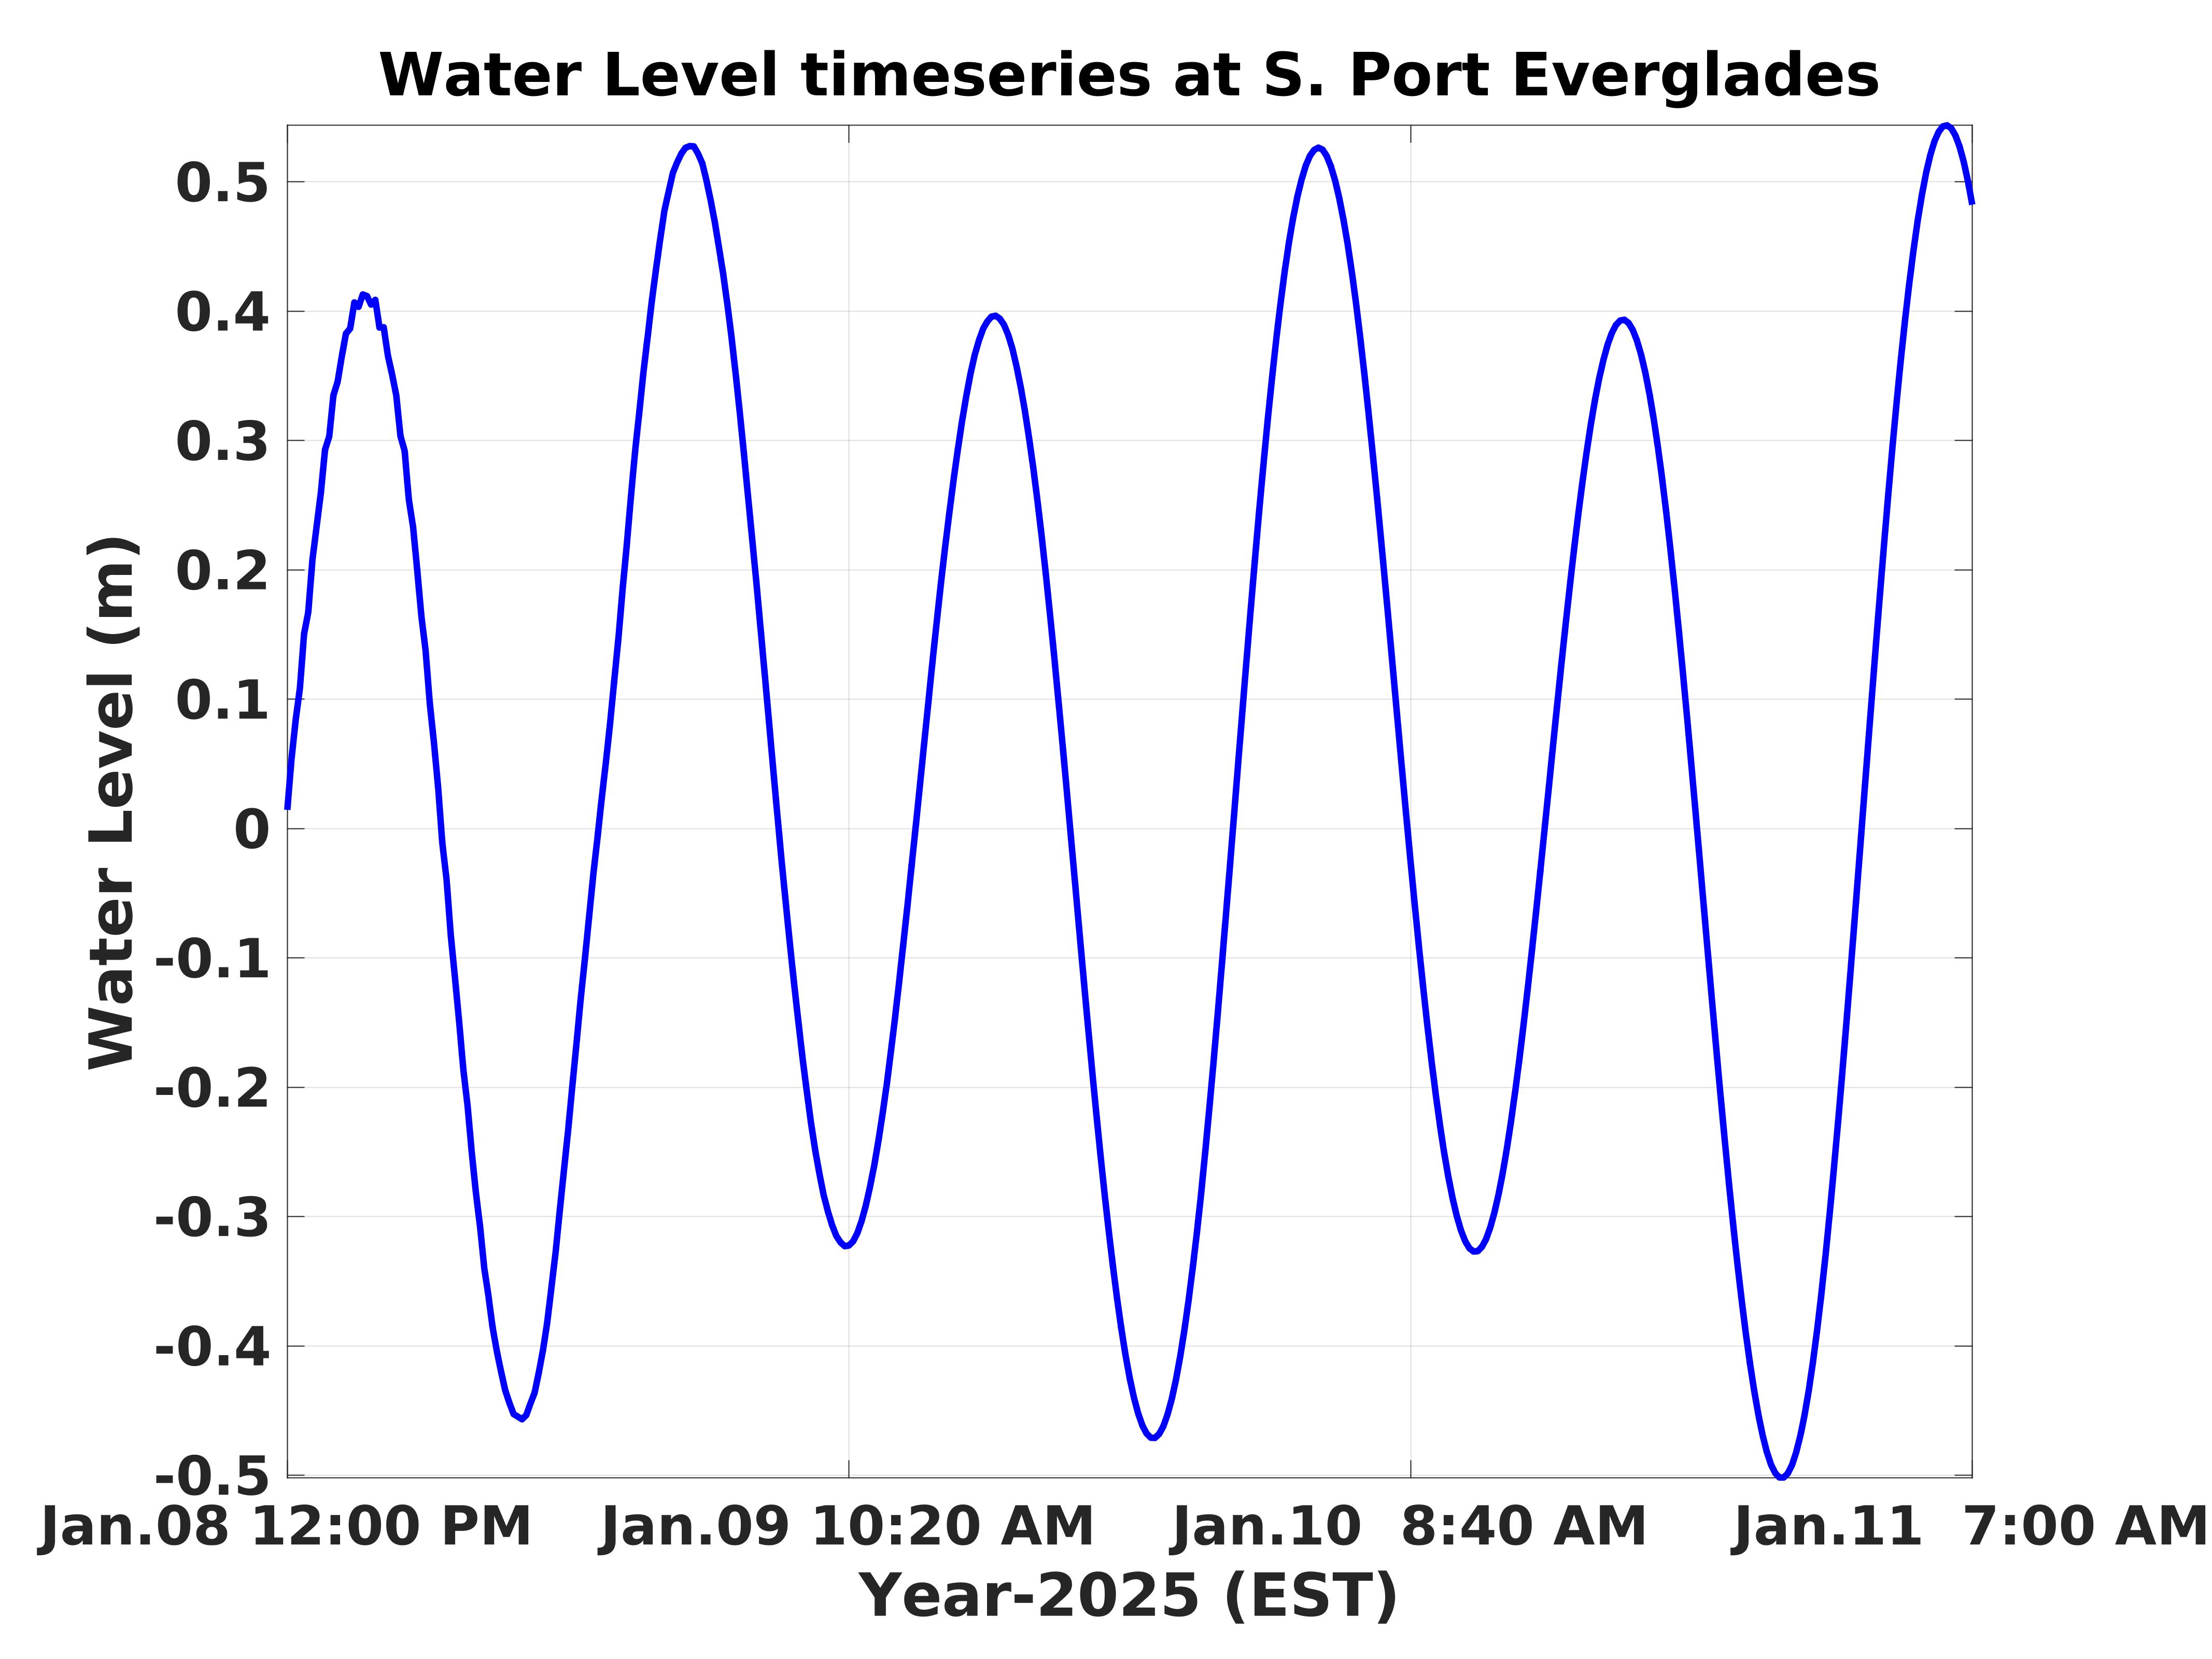 Water Level timeseries at S. Port Everglades
Water Level (m)
0.5
0.4
0.3
0.2
0.1
0
-0.1
-0.2
-0.3
-0.4
-0.5
Jan.08 12:00 PM Jan.09 10:20 AM Jan.10 8:40 AM Jan.11 7:00 AM
Year-2025 (EST)